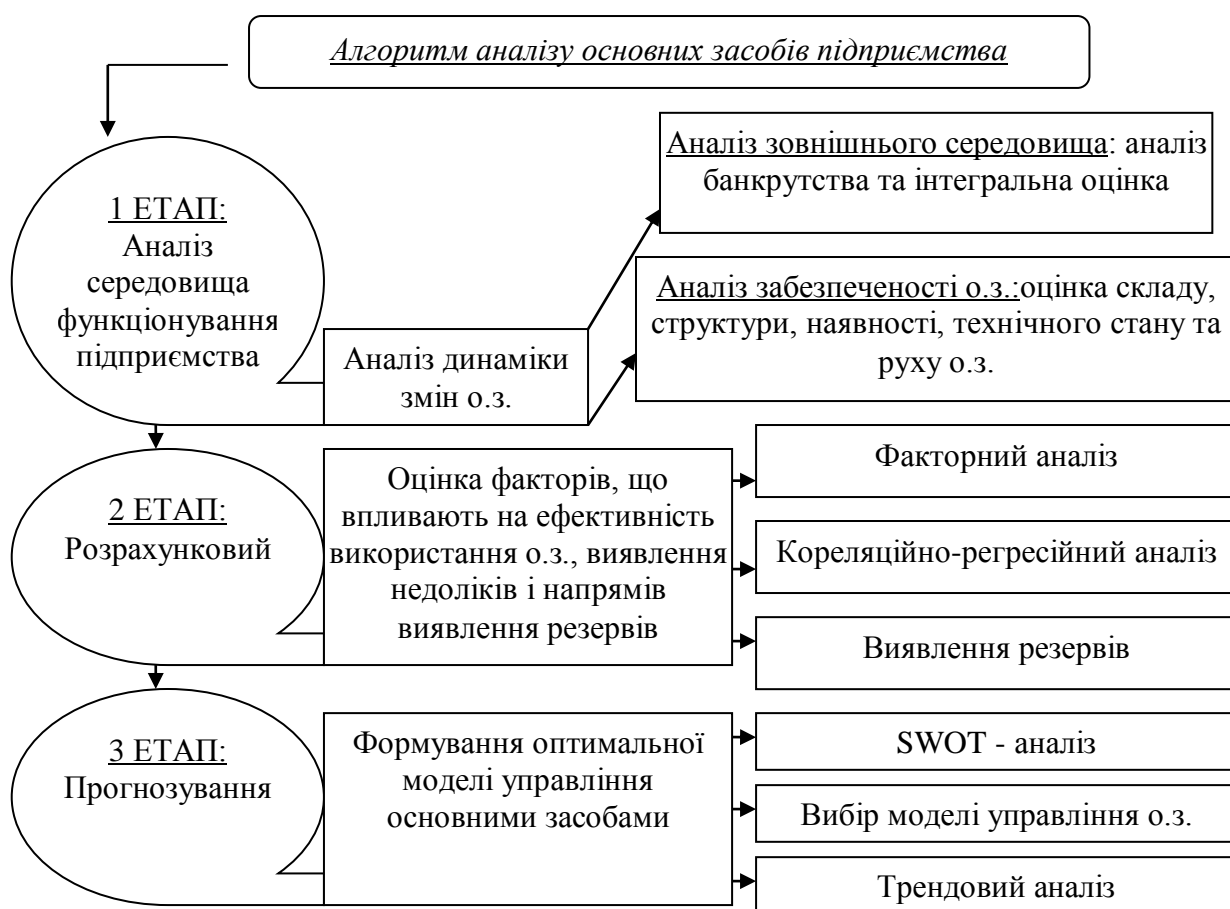 Алгоритм аналізу основних засобів підприємства
1 ЕТАП:
Аналіз
середовища
функціонування
підприємства
Аналіз динаміки
змін о.з.
Аналіз зовнішнього середовища: аналіз
банкрутства та інтегральна оцінка
Аналіз забезпеченості о.з.:оцінка складу,
структури, наявності, технічного стану та
руху о.з.
2 ЕТАП:
Розрахунковий
Оцінка факторів, що
впливають на ефективність
використання о.з., виявлення
недоліків і напрямів
виявлення резервів
Факторний аналіз
Кореляційно-регресійний аналіз
Виявлення резервів
3 ЕТАП:
Прогнозування
Формування оптимальної
моделі управління
основними засобами
SWOT - аналіз
Вибір моделі управління о.з.
Трендовий аналіз